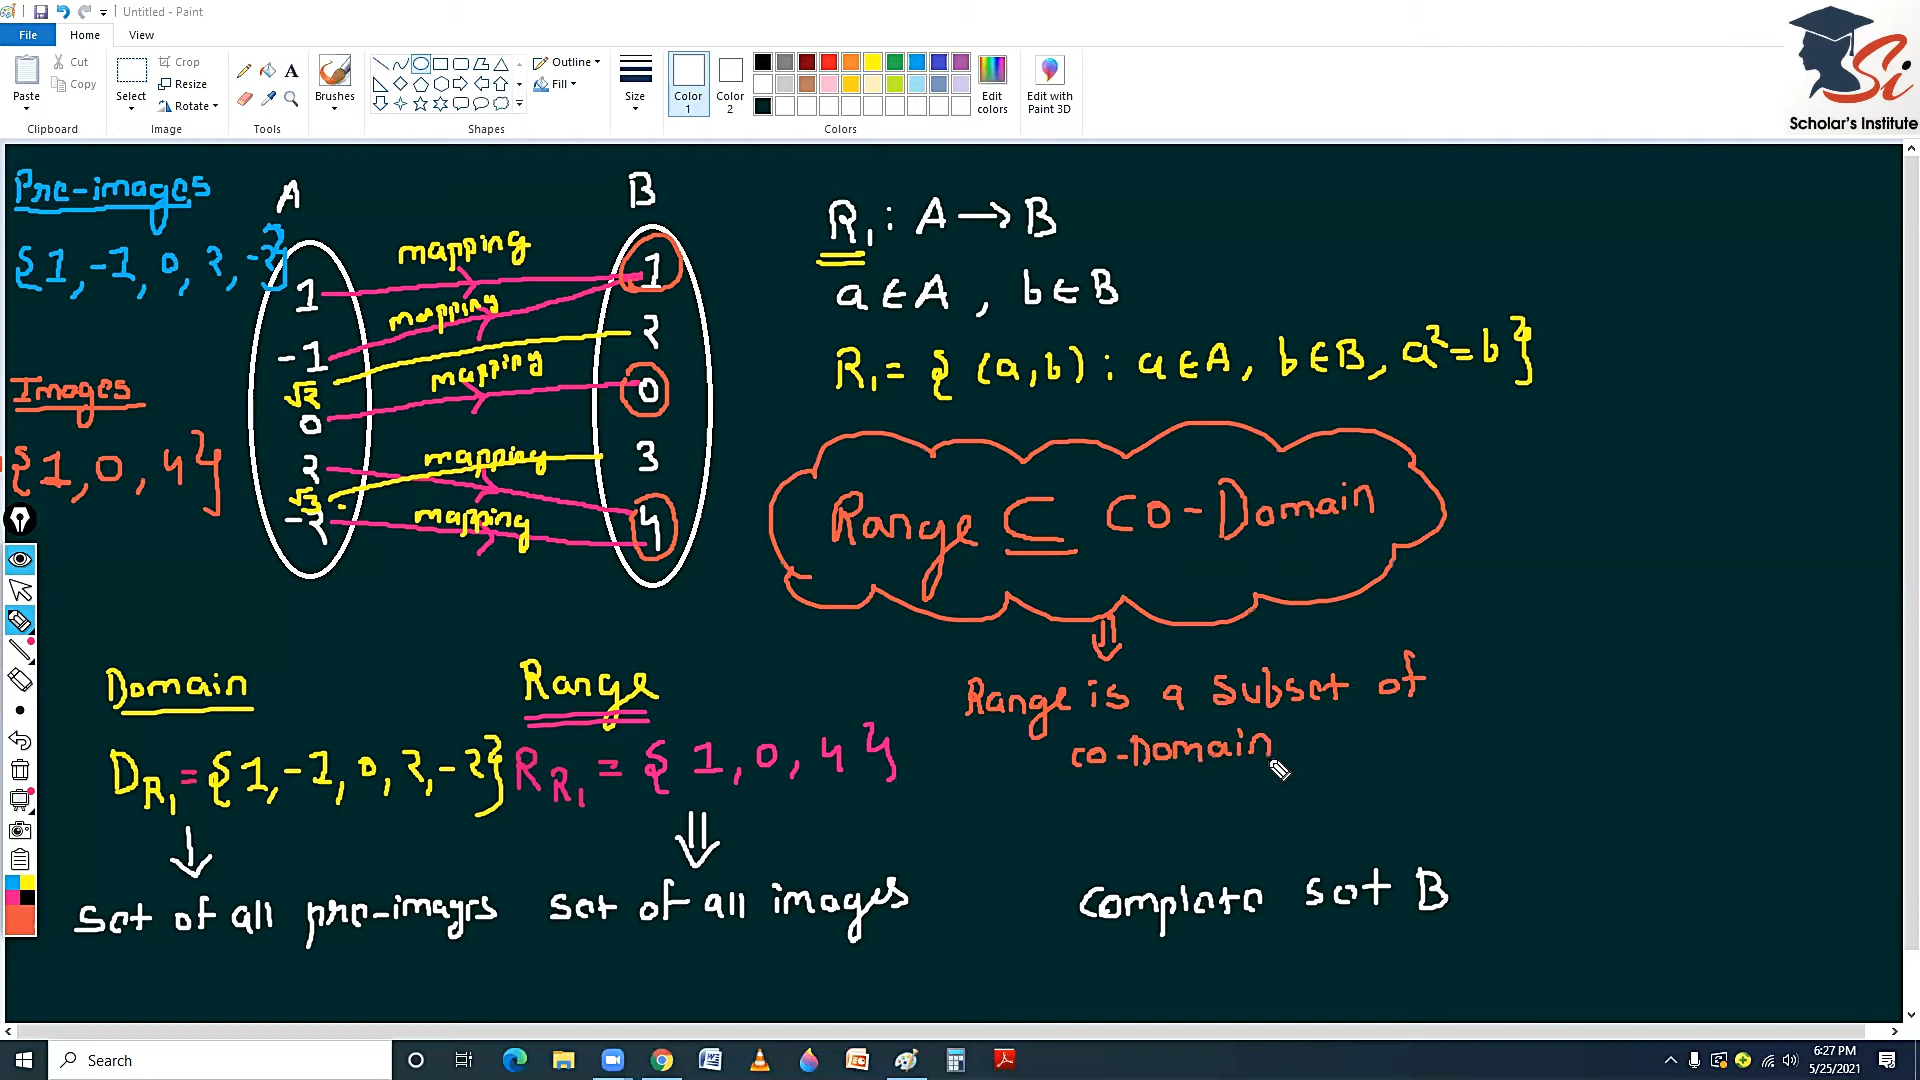 Untitled - Paint
File Home View
Paste
Cut
Copy
Clipboard
Select
Crop
Resize
Rotate
Image
Tools
Brushes
Shapes
Outline
Fill
Size
Color 1
Color 2
Edit colors
Colors
Edit with Paint 3D
Si
Scholar's Institute
Pre-images
{1, -1, 0, 2, -2}
Images
{1, 0, 4}
A
1
-1
√2
0
2
√3
-2
mapping
mapping
mapping
mapping
mapping
B
1
2
0
3
4
R₁ : A → B
a ∈ A , b ∈ B
R₁ = { (a,b) : a ∈ A, b ∈ B, a² = b }
Range ⊆ CO-Domain
⇓
Range is a subset of
co-Domain
Domain
D_R₁ = {1, -1, 0, 2, -2}
↓
set of all pre-images
Range
R_R₁ = { 1, 0, 4 }
⇓
set of all images
complete set B
Search
6:27 PM
5/25/2021